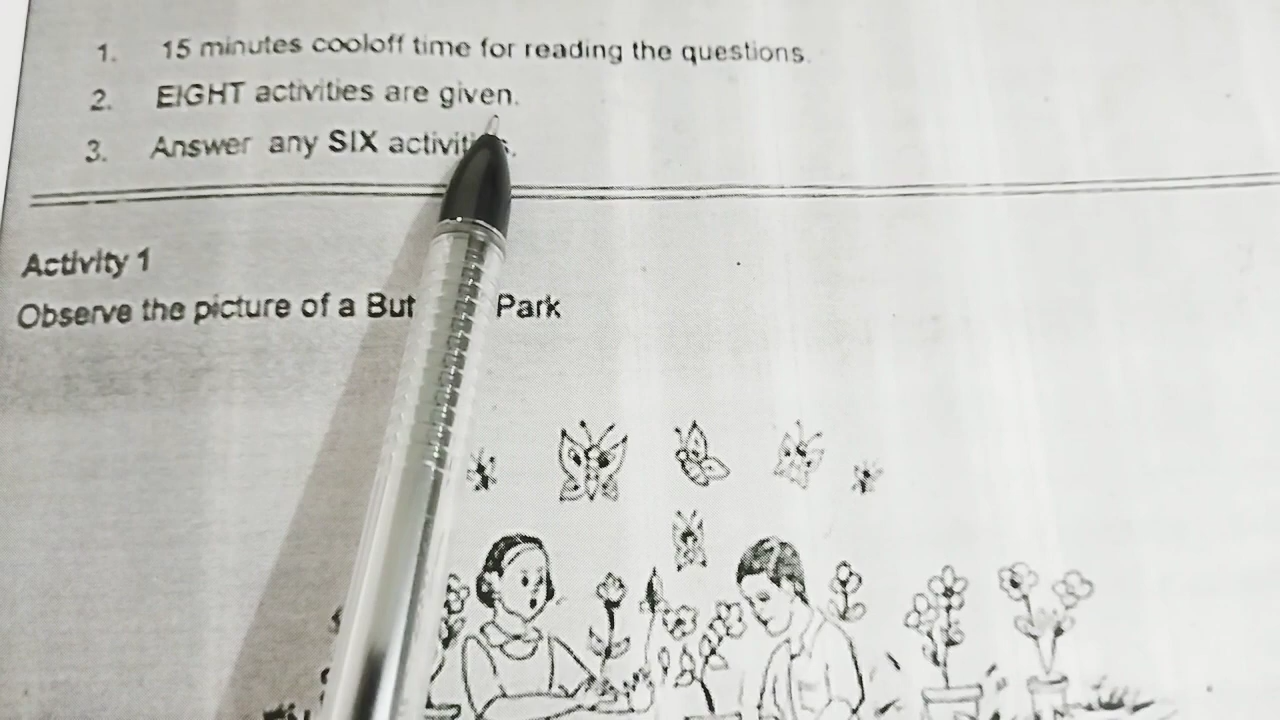 1. 15 minutes cooloff time for reading the questions.
2. EIGHT activities are given.
3. Answer any SIX
Activity 1
Observe the picture of a Park